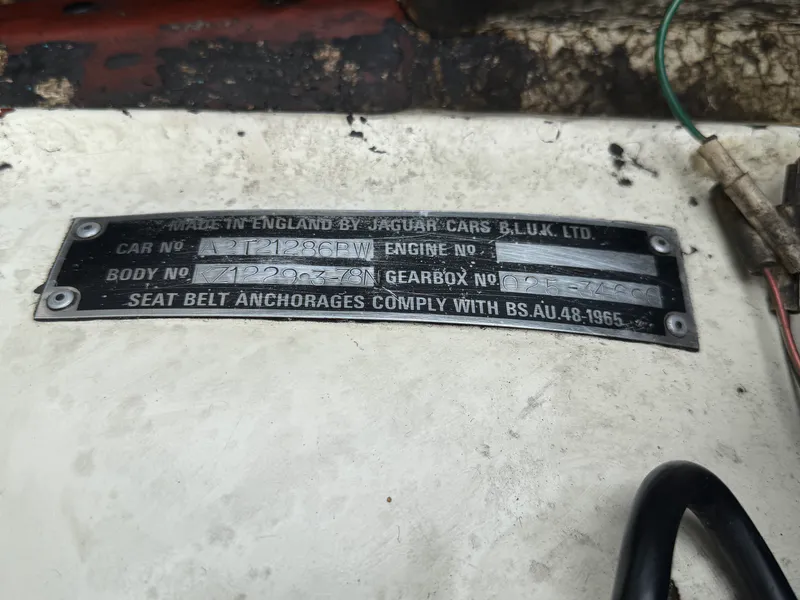 MADE IN ENGLAND BY JAGUAR CARS B.L.U.K. LTD.
CAR NO A2T21286BW ENGINE NO
BODY NO GEARBOX NO
SEAT BELT ANCHORAGES COMPLY WITH BS.AU.48-1965